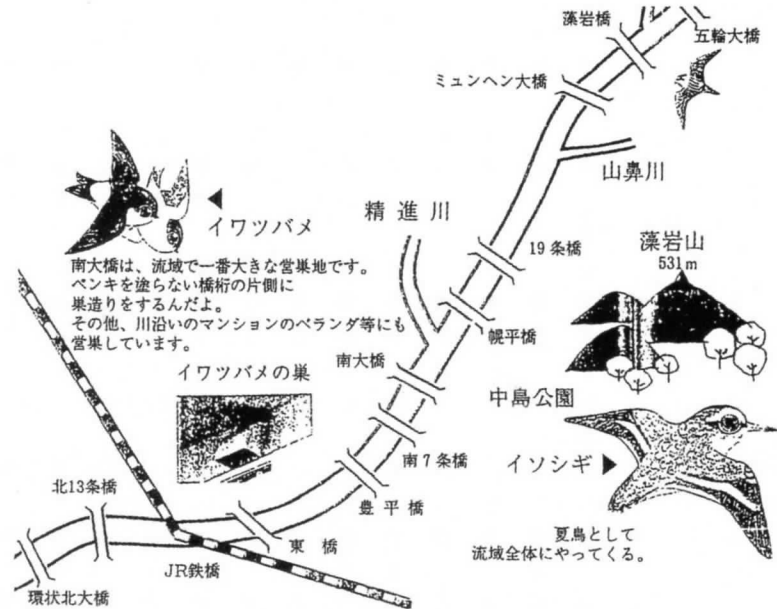 藻岩橋
五輪大橋
ミュンヘン大橋
山鼻川
イワツバメ
精進川
19条橋
藻岩山
531m
南大橋は、流域で一番大きな営巣地です。
ペンキを塗らない橋桁の片側に
巣造りをするんだよ。
その他、川沿いのマンションのベランダ等にも
営巣しています。
幌平橋
南大橋
イワツバメの巣
中島公園
南7条橋
イソシギ
北13条橋
豊平橋
夏鳥として
流域全体にやってくる。
東橋
JR鉄橋
環状北大橋